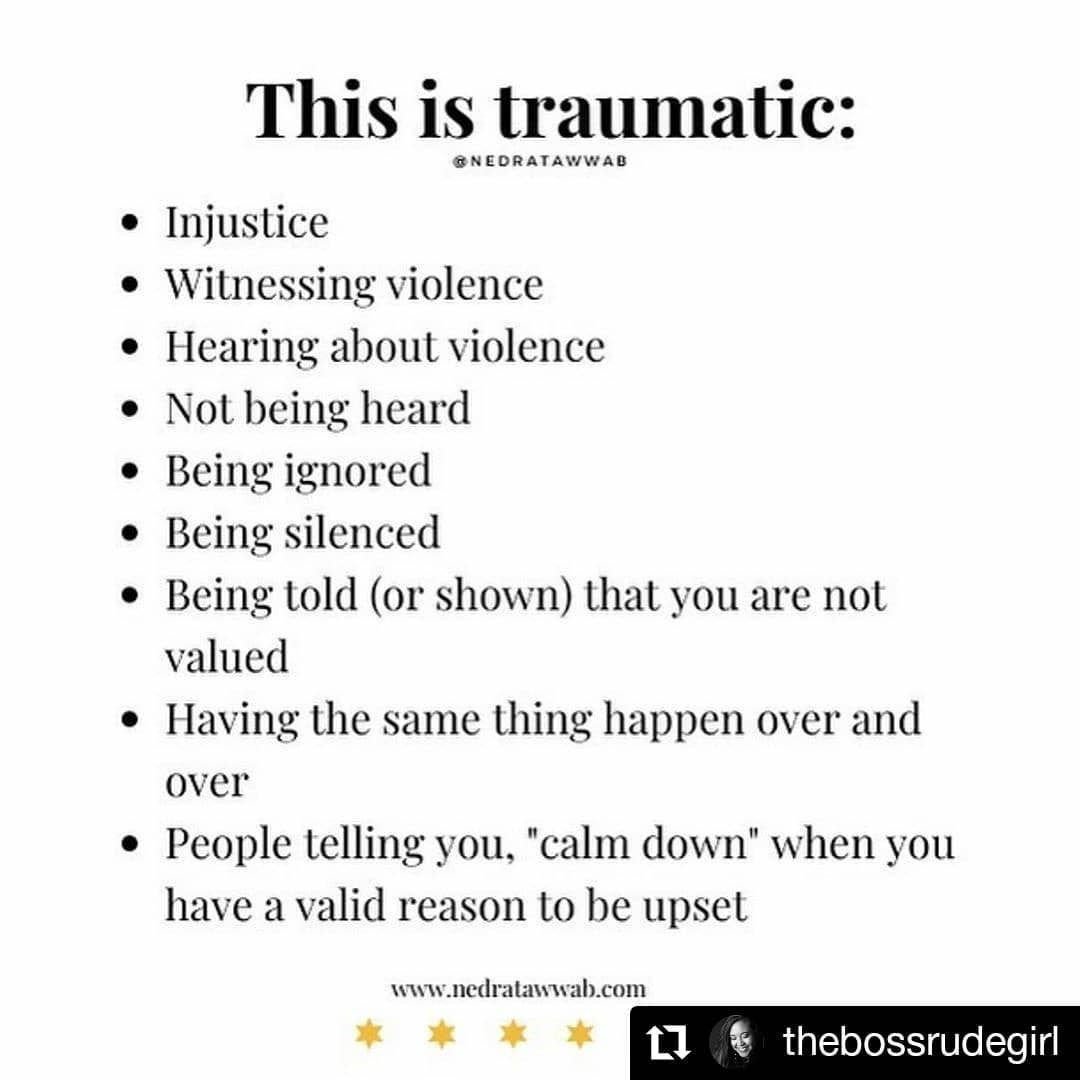 This is traumatic:
@NEDRATAWWAB
• Injustice
• Witnessing violence
• Hearing about violence
• Not being heard
• Being ignored
• Being silenced
• Being told (or shown) that you are not
valued
• Having the same thing happen over and
over
• People telling you, "calm down" when you
have a valid reason to be upset
www.nedratawwab.com
thebossrudegirl